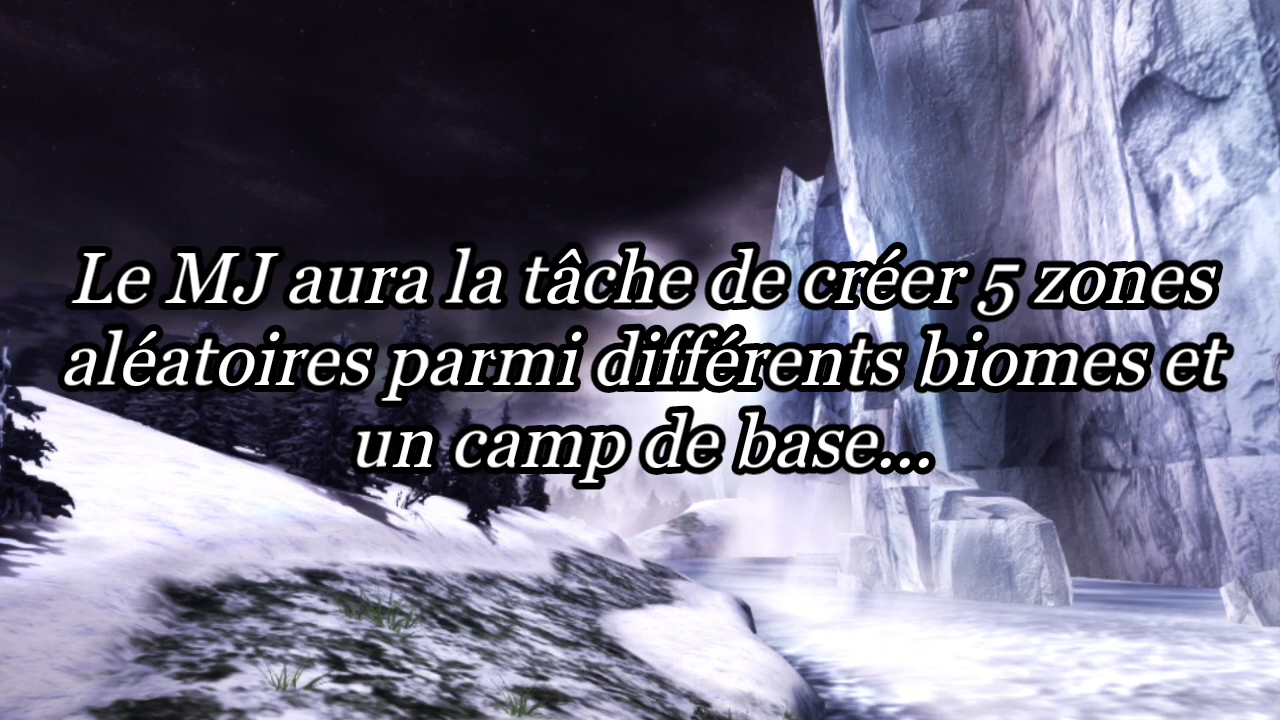 Le MJ aura la tâche de créer 5 zones
aléatoires parmi différents biomes et
un camp de base...